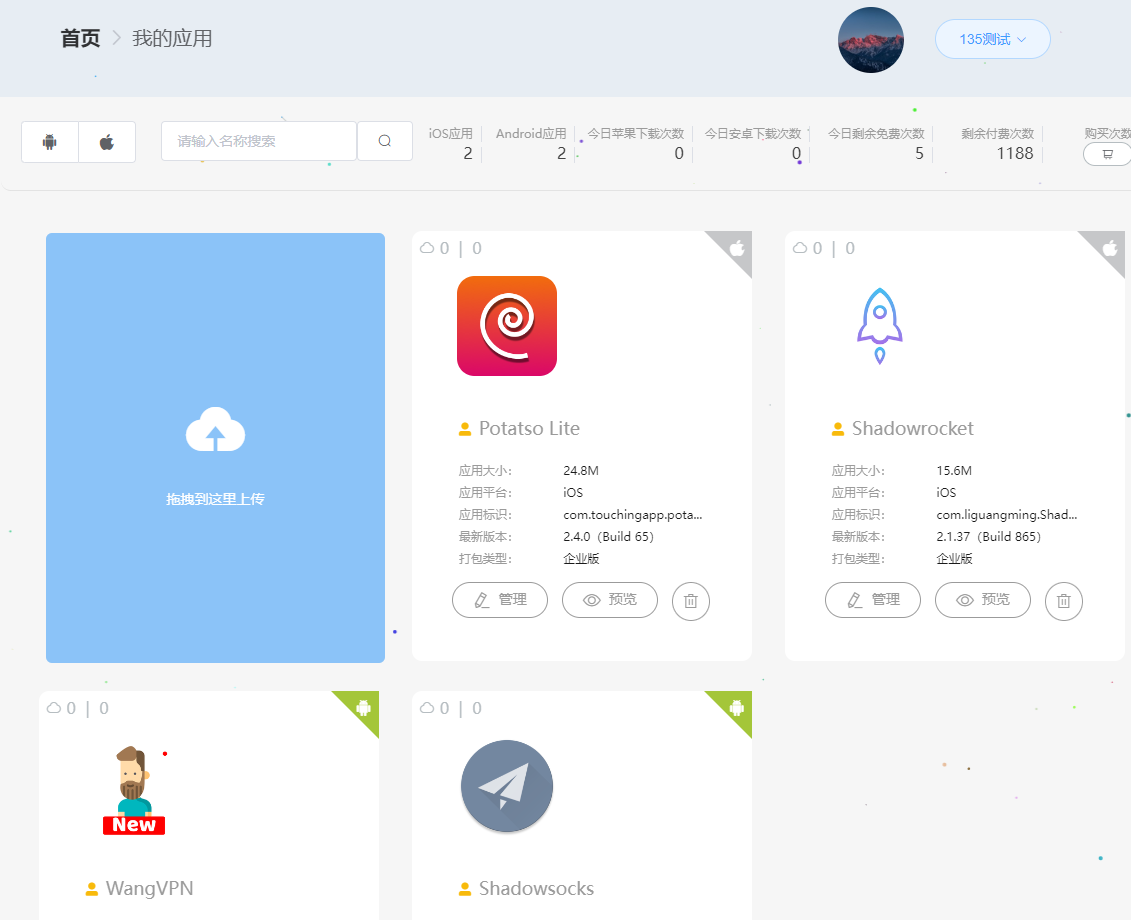 首页 > 我的应用
135测试
请输入名称搜索
iOS应用
2
Android应用
2
今日苹果下载次数
0
今日安卓下载次数
0
今日剩余免费次数
5
剩余付费次数
1188
购买次数
拖拽到这里上传
0 | 0
Potatso Lite
应用大小: 24.8M
应用平台: iOS
应用标识: com.touchingapp.pota...
最新版本: 2.4.0（Build 65）
打包类型: 企业版
管理 预览
0 | 0
Shadowrocket
应用大小: 15.6M
应用平台: iOS
应用标识: com.liguangming.Shad...
最新版本: 2.1.37（Build 865）
打包类型: 企业版
管理 预览
0 | 0
New
WangVPN
0 | 0
Shadowsocks